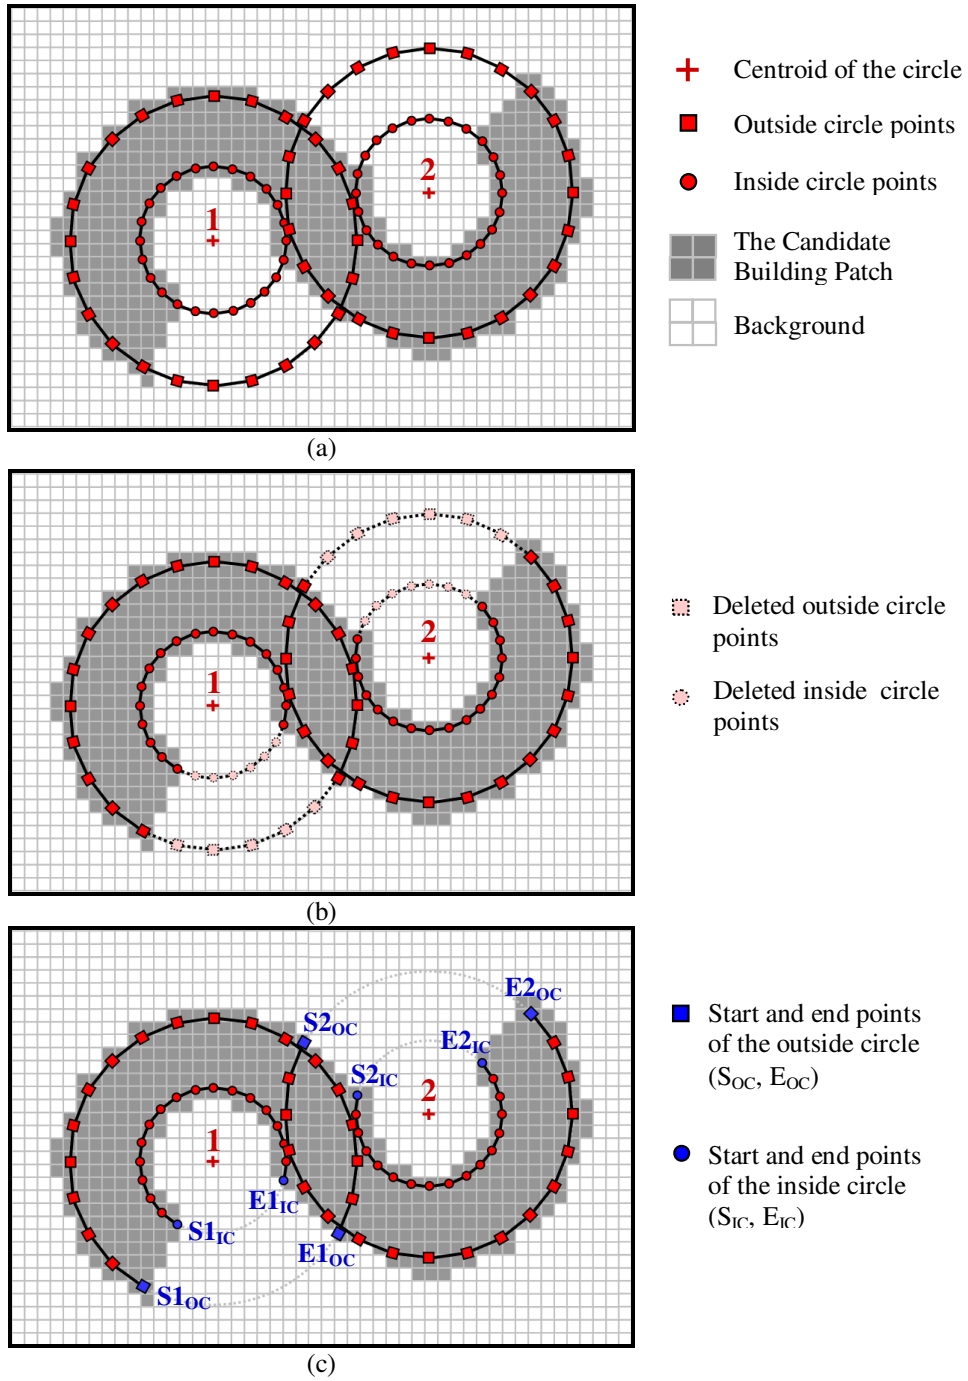 1
2
Centroid of the circle
Outside circle points
Inside circle points
The Candidate
Building Patch
Background
(a)
1
2
Deleted outside circle
points
Deleted inside circle
points
(b)
E2OC
S2OC
E2IC
S2IC
2
1
E1IC
S1IC
E1OC
S1OC
Start and end points
of the outside circle
(SOC, EOC)
Start and end points
of the inside circle
(SIC, EIC)
(c)